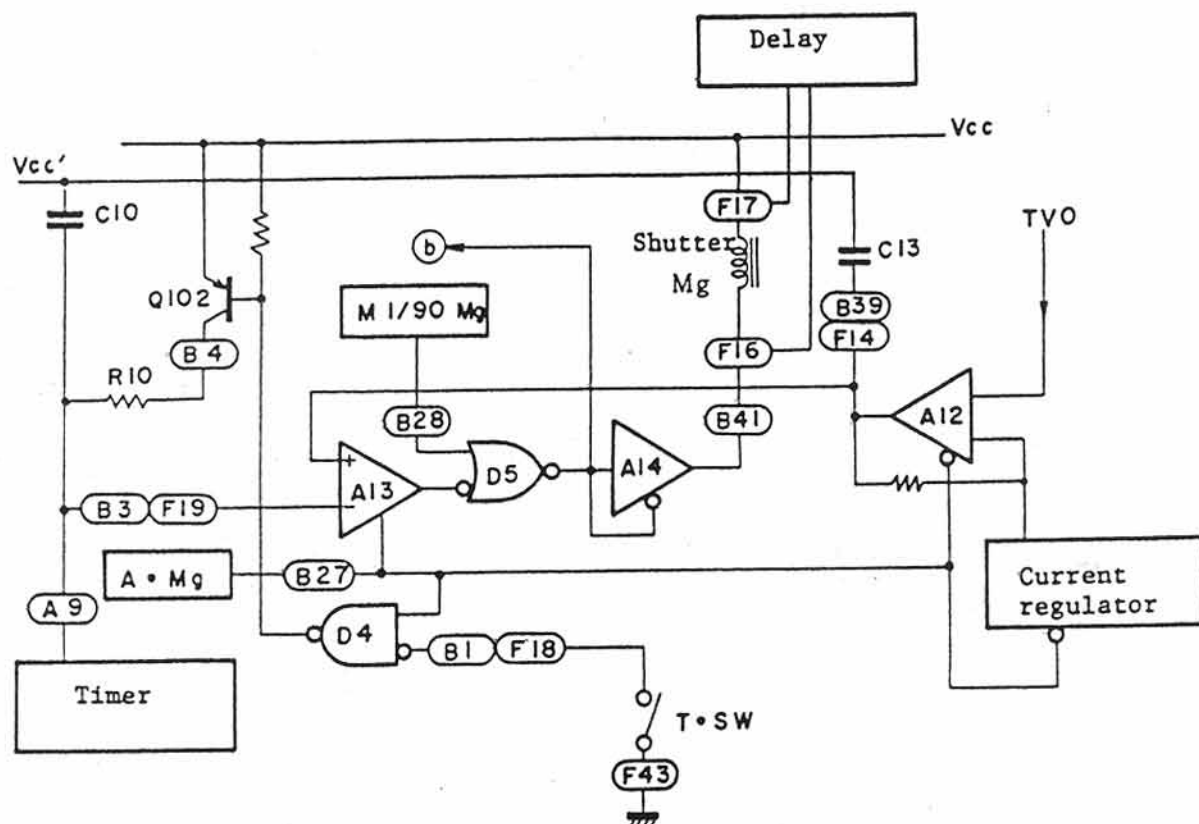 Delay
Vcc
Vcc'
C10
F17
TVO
Shutter
Mg
C13
b
Q102
M 1/90 Mg
B39
F14
B4
F16
R10
A12
B28
B41
A14
+
A13
D5
B3
F19
-
A•Mg
B27
Current
regulator
A9
D4
B1
F18
Timer
T•SW
F43